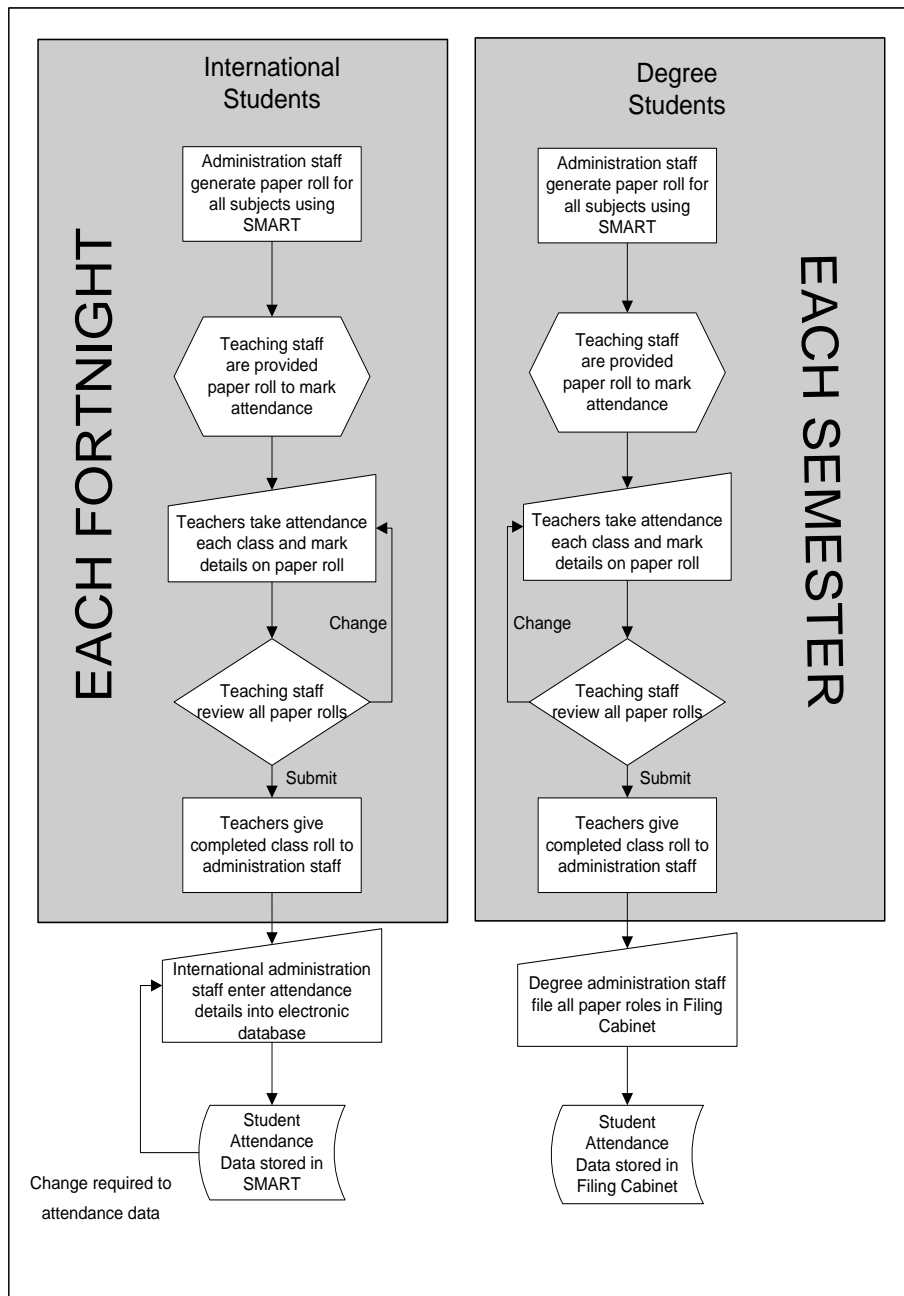 International
Students
EACH FORTNIGHT
Administration staff
generate paper roll for
all subjects using
SMART
Teaching staff
are provided
paper roll to mark
attendance
Teachers take attendance
each class and mark
details on paper roll
Change
Teaching staff
review all paper rolls
Submit
Teachers give
completed class roll to
administration staff
International administration
staff enter attendance
details into electronic
database
Student
Attendance
Data stored in
SMART
Change required to
attendance data
Degree
Students
EACH SEMESTER
Administration staff
generate paper roll for
all subjects using
SMART
Teaching staff
are provided
paper roll to mark
attendance
Teachers take attendance
each class and mark
details on paper roll
Change
Teaching staff
review all paper rolls
Submit
Teachers give
completed class roll to
administration staff
Degree administration staff
file all paper roles in Filing
Cabinet
Student
Attendance
Data stored in
Filing Cabinet